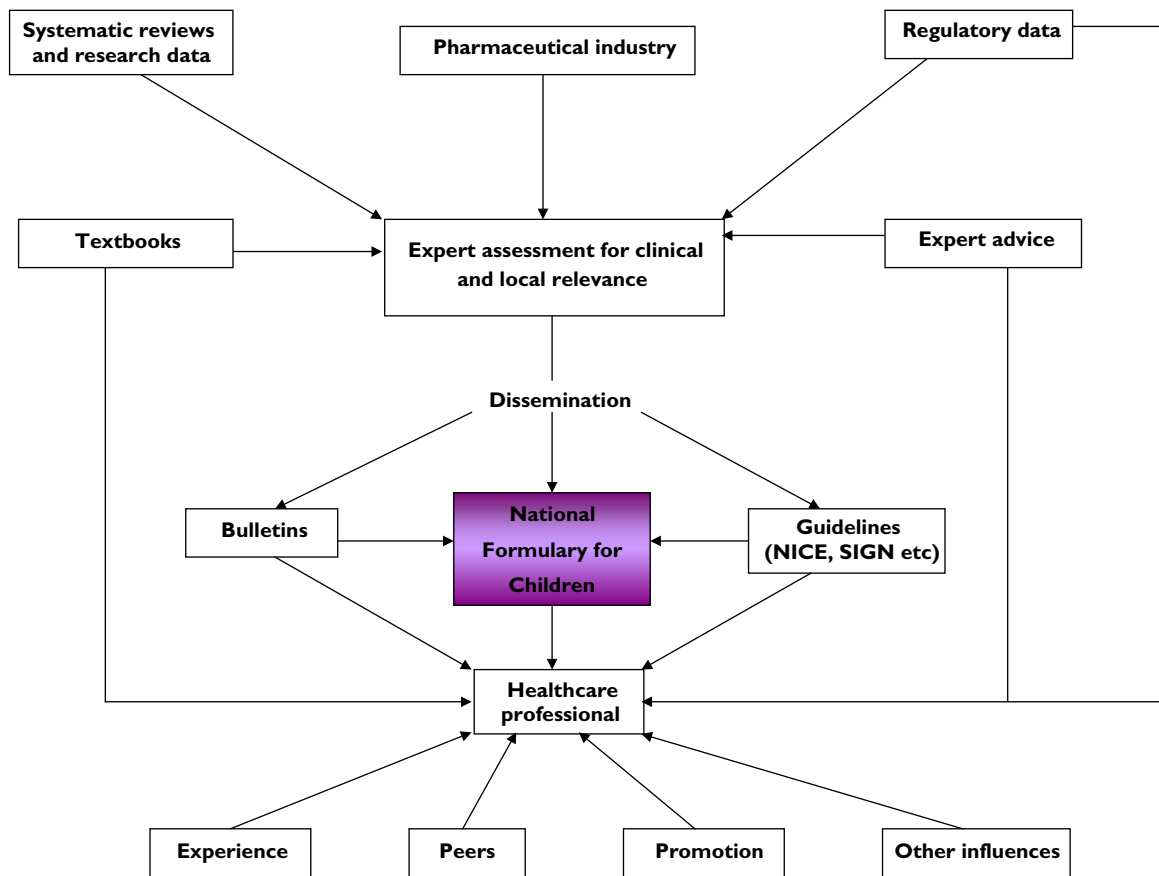 Systematic reviews
and research data
Pharmaceutical industry
Regulatory data
Textbooks
Expert assessment for clinical
and local relevance
Expert advice
Dissemination
Bulletins
National
Formulary for
Children
Guidelines
(NICE, SIGN etc)
Healthcare
professional
Experience
Peers
Promotion
Other influences